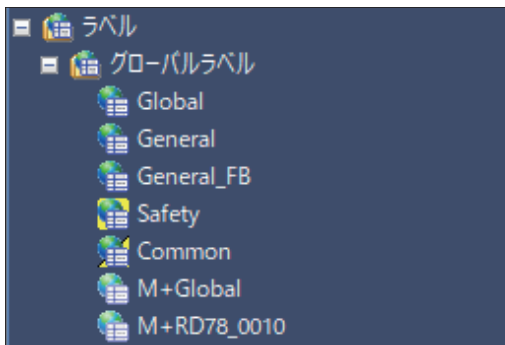 ラベル
グローバルラベル
Global
General
General_FB
Safety
Common
M+Global
M+RD78_0010